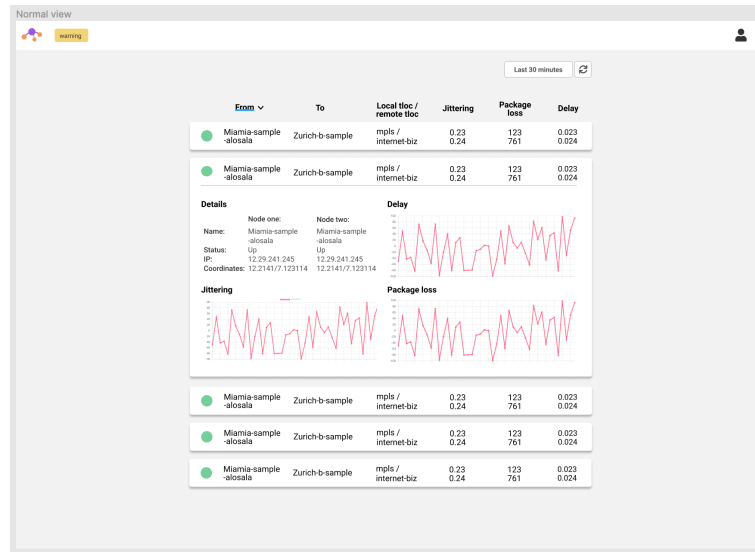 Normal view
warning
Last 30 minutes
From To Local tloc / Jittering Package Delay
remote tloc loss
Miamia-sample Zurich-b-sample mpls / 0.23 123 0.023
-alosala internet-biz 0.24 761 0.024
Miamia-sample Zurich-b-sample mpls / 0.23 123 0.023
-alosala internet-biz 0.24 761 0.024
Details
Node one: Node two:
Name: Miamia-sample Miamia-sample
-alosala -alosala
Status: Up Up
IP: 12.29.241.245 12.29.241.245
Coordinates: 12.2141/7.123114 12.2141/7.123114
Delay
Jittering
Package loss
Miamia-sample Zurich-b-sample mpls / 0.23 123 0.023
-alosala internet-biz 0.24 761 0.024
Miamia-sample Zurich-b-sample mpls / 0.23 123 0.023
-alosala internet-biz 0.24 761 0.024
Miamia-sample Zurich-b-sample mpls / 0.23 123 0.023
-alosala internet-biz 0.24 761 0.024